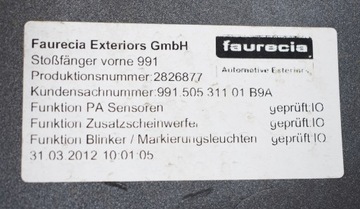 Faurecia Exteriors GmbH
faurecia
Stoßfänger vorne 991
Automotive Exteriors
Produktionsnummer:2826877
Kundensachnummer:991.505 311 01 B9A
Funktion PA Sensoren geprüft:IO
Funktion Zusatzscheinwerfer geprüft:IO
Funktion Blinker / Markierungsleuchten geprüft:IO
31 03 2012 10:01:05